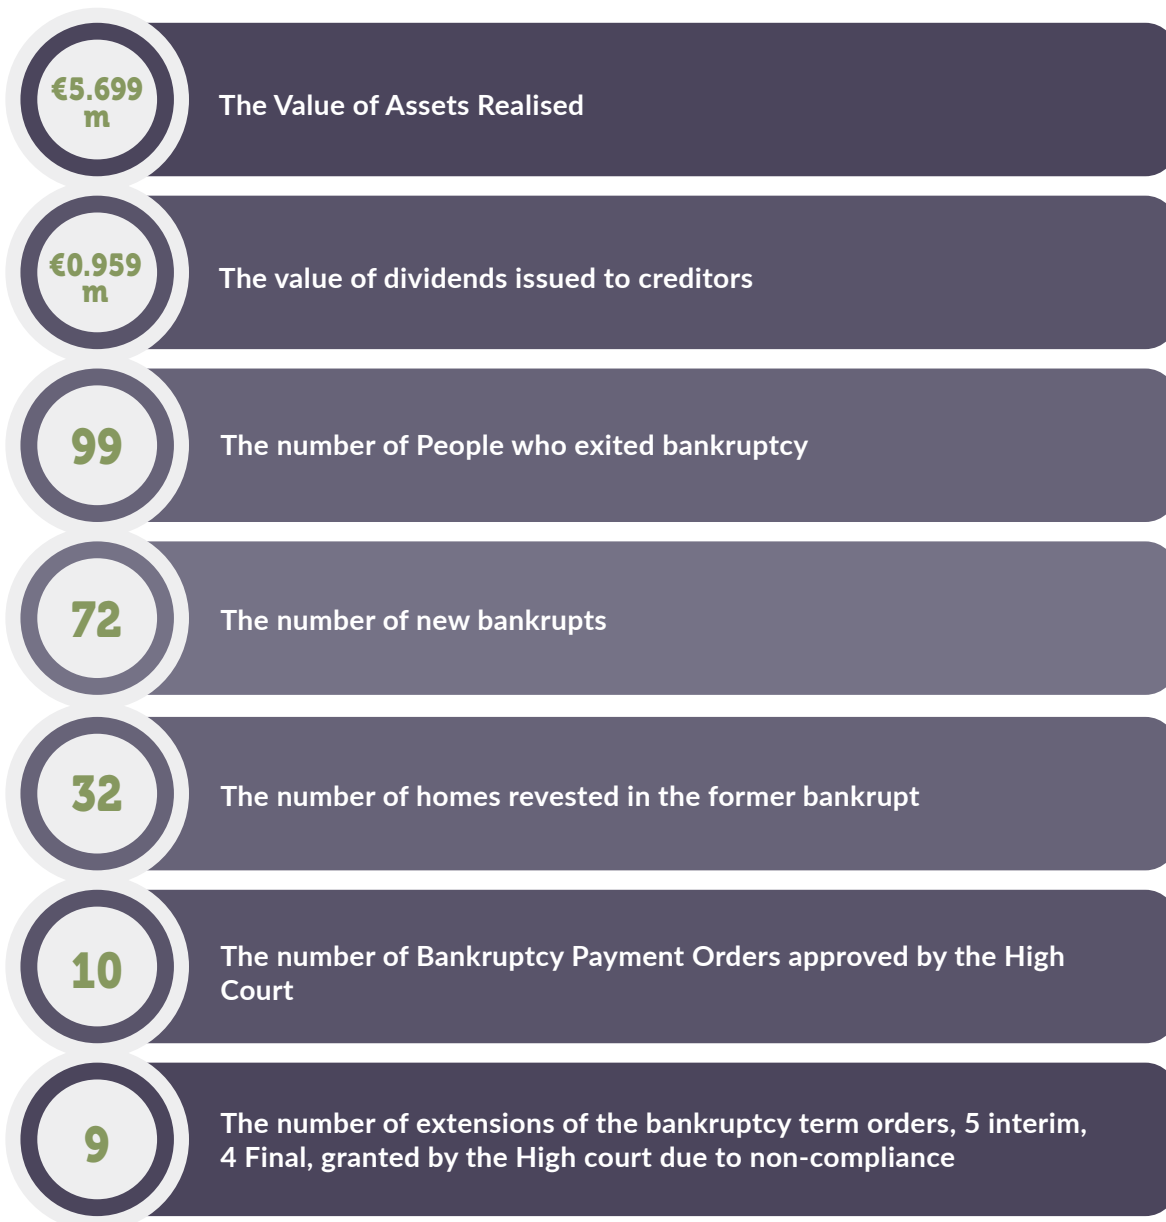 €5.699
m
The Value of Assets Realised
€0.959
m
The value of dividends issued to creditors
99
The number of People who exited bankruptcy
72
The number of new bankrupts
32
The number of homes revested in the former bankrupt
10
The number of Bankruptcy Payment Orders approved by the High
Court
9
The number of extensions of the bankruptcy term orders, 5 interim,
4 Final, granted by the High court due to non-compliance